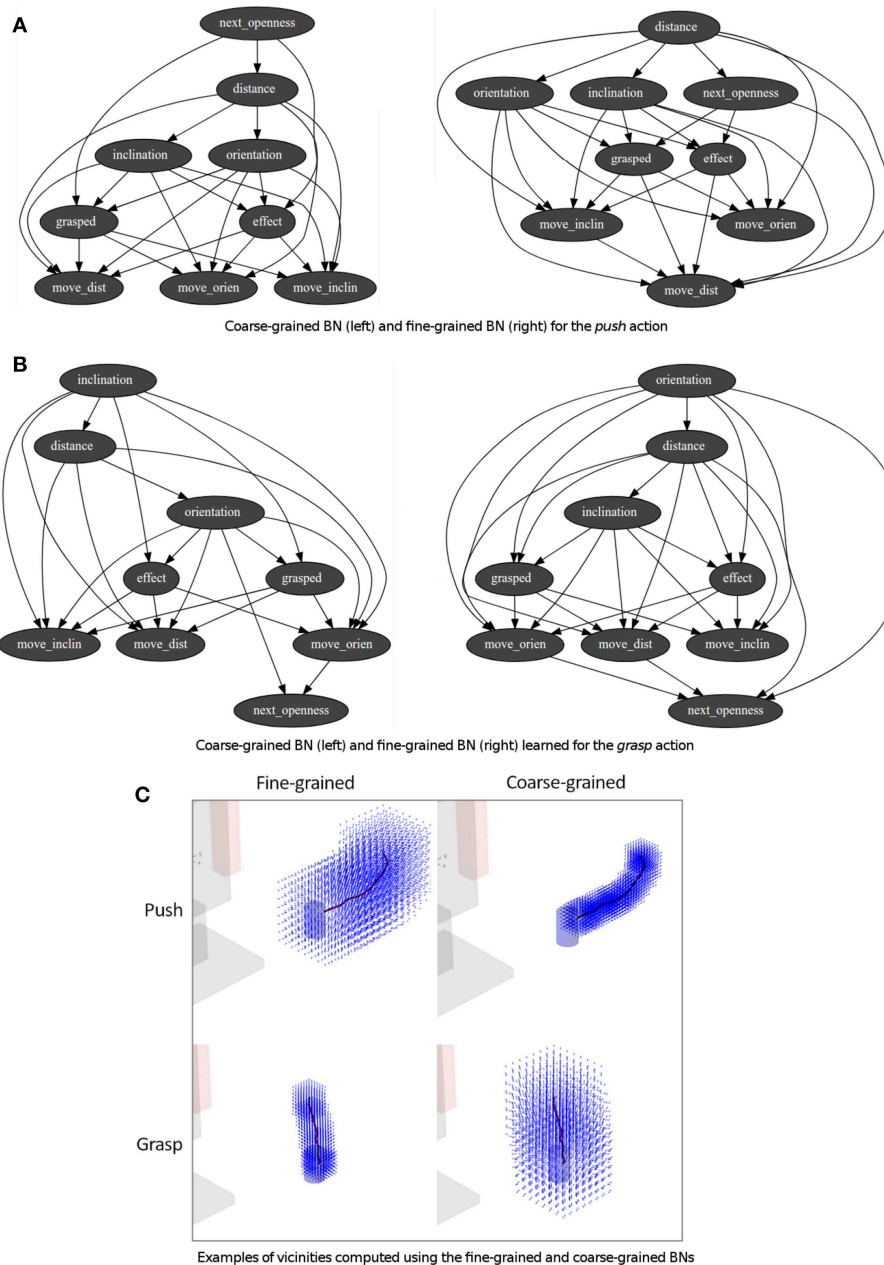 A
next_openness
distance
inclination
orientation
grasped
effect
move_dist
move_orien
move_inclin
distance
orientation
inclination
next_openness
grasped
effect
move_inclin
move_orien
move_dist
Coarse-grained BN (left) and fine-grained BN (right) for the push action
B
inclination
distance
orientation
effect
grasped
move_inclin
move_dist
move_orien
next_openness
orientation
distance
inclination
grasped
effect
move_orien
move_dist
move_inclin
next_openness
Coarse-grained BN (left) and fine-grained BN (right) learned for the grasp action
C
Fine-grained
Coarse-grained
Push
Grasp
Examples of vicinities computed using the fine-grained and coarse-grained BNs